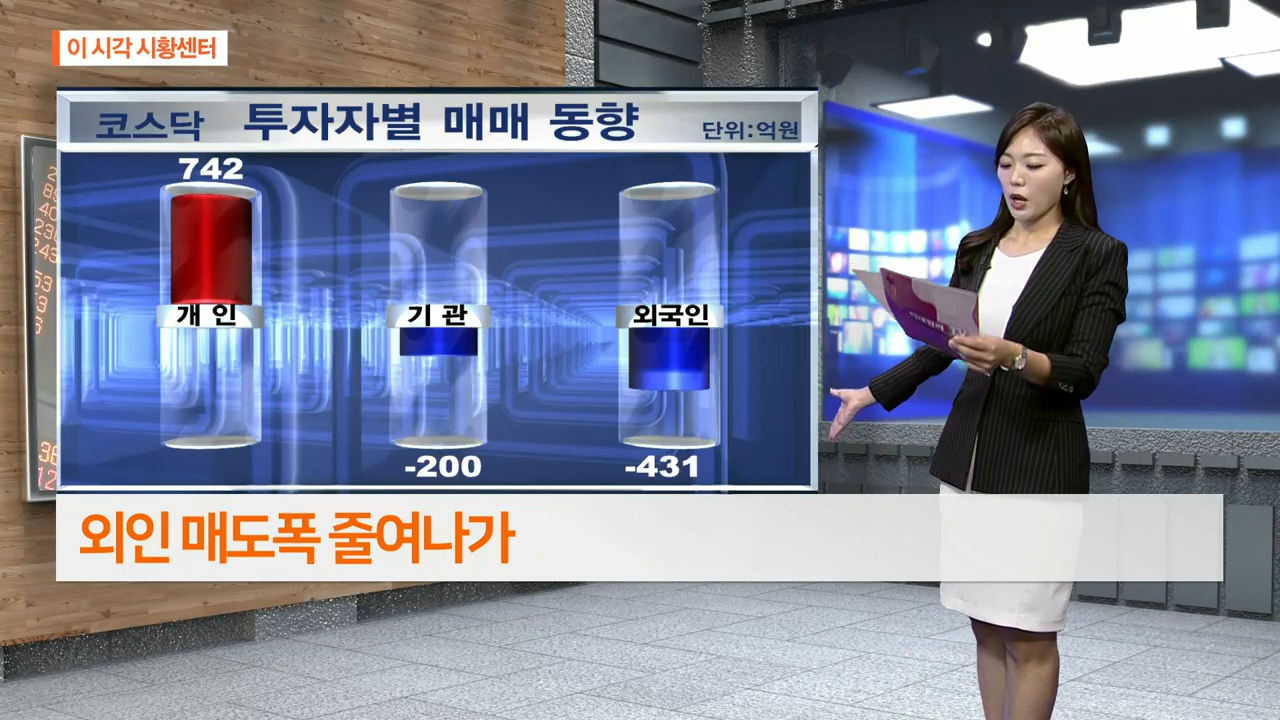 이 시각 시황센터
코스닥 투자자별 매매 동향 단위:억원
742
개 인 기 관 외국인
-200 -431
외인 매도폭 줄여나가